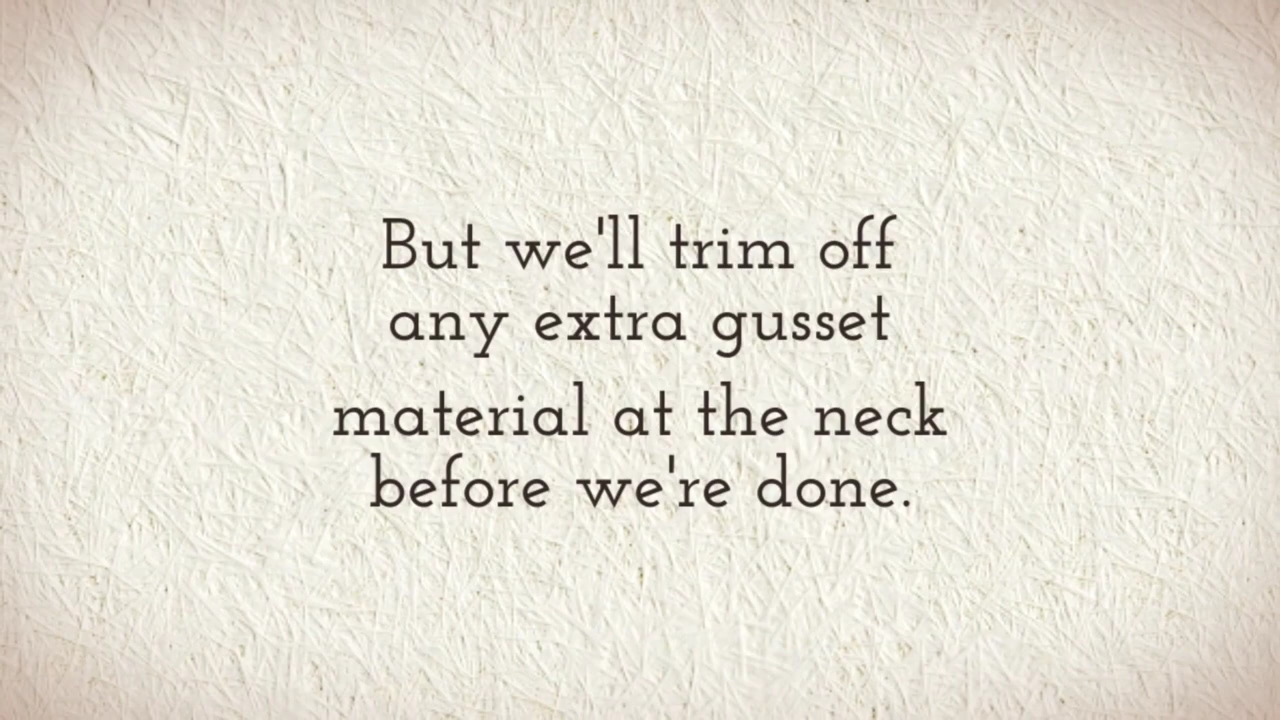 But we'll trim off
any extra gusset
material at the neck
before we're done.